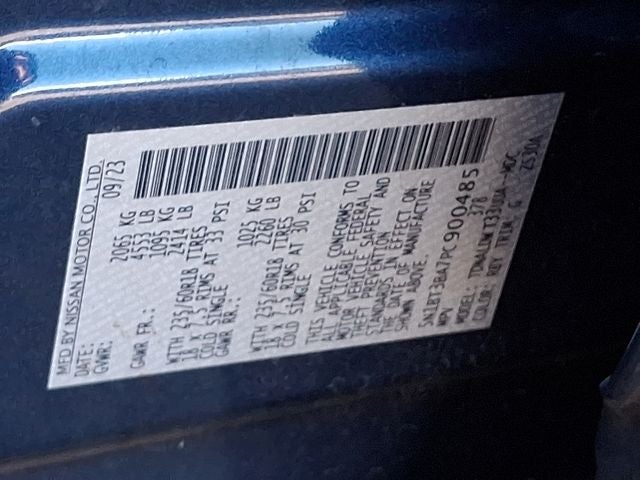 MFD BY NISSAN MOTOR CO., LTD.
DATE: 09/23
GVWR: 2065 KG
4553 LB
GAWR FR.: 1095 KG
2414 LB
WITH 235/60R18 TIRES
18 X 7.5 RIMS AT 33 PSI
COLD SINGLE
GAWR RR.: 1025 KG
2260 LB
WITH 235/60R18 TIRES
18 X 7.5 RIMS AT 30 PSI
COLD SINGLE
THIS VEHICLE CONFORMS TO
ALL APPLICABLE FEDERAL
MOTOR VEHICLE SAFETY AND
THEFT PREVENTION
STANDARDS IN EFFECT ON
THE DATE OF MANUFACTURE
SHOWN ABOVE.
5N1BT3BA7PC900485
MPV 378
MODEL:
COLOR: RBY TRIM G